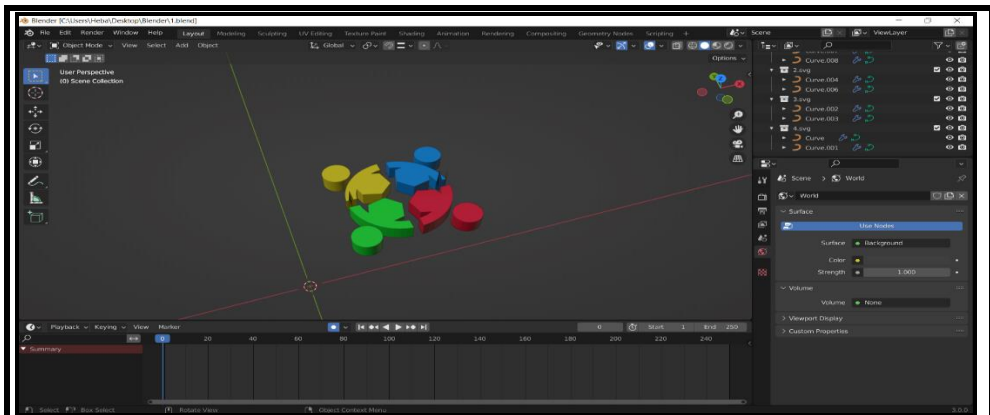 Blender [C:\Users\Heba\Desktop\Blender\1.blend]
File Edit Render Window Help Layout Modeling Sculpting UV Editing Texture Paint Shading Animation Rendering Compositing Geometry Nodes Scripting + Scene ViewLayer
Object Mode View Select Add Object Global
Options
User Perspective
(0) Scene Collection
Curve.008
2.svg
Curve.004
Curve.006
3.svg
Curve.002
Curve.003
4.svg
Curve
Curve.001
Scene > World
World
Surface
Use Nodes
Surface Background
Color
Strength 1.000
Volume
Volume None
Viewport Display
Custom Properties
Playback Keying View Marker 0 Start 1 End 250
0 20 40 60 80 100 120 140 160 180 200 220 240
Summary
Select Box Select Rotate View Object Context Menu 3.0.0